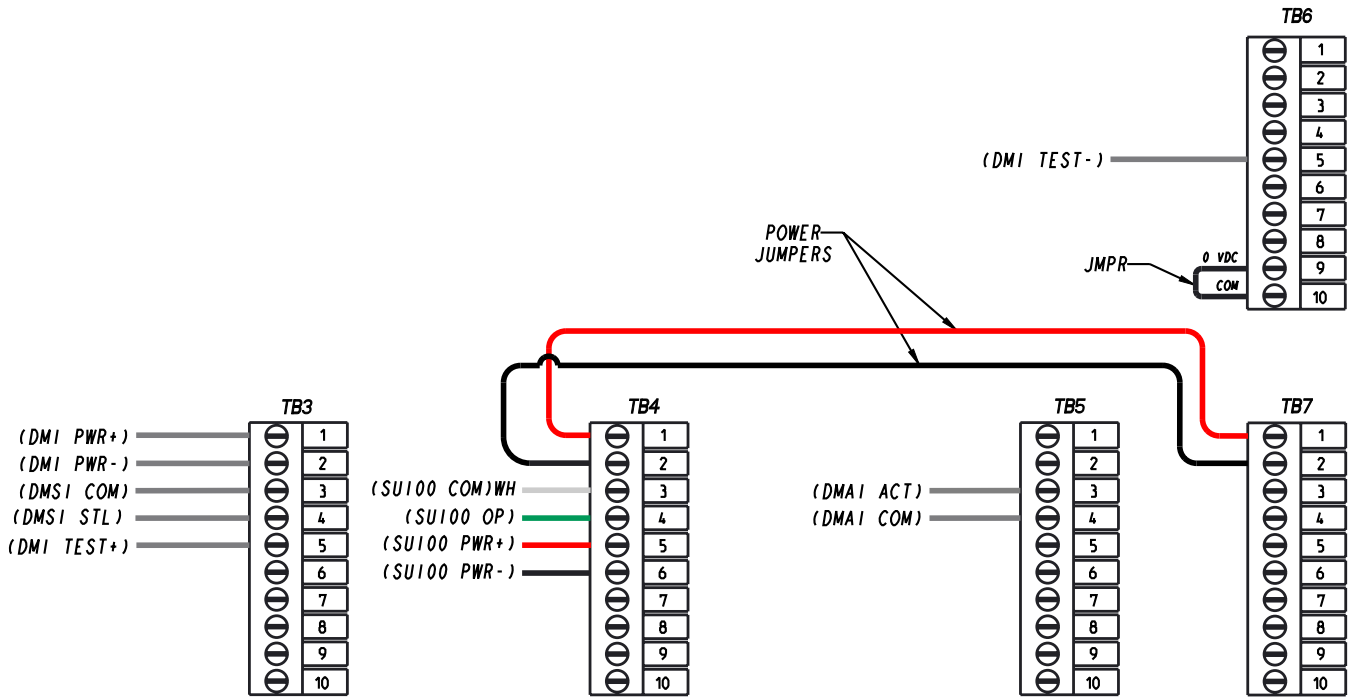 TB6
1
2
3
4
(DMI TEST-)
5
6
7
8
POWER
JUMPERS
JMPR
0 VDC
9
COM
10
TB3
(DMI PWR+)
1
(DMI PWR-)
2
(DMSI COM)
3
(DMSI STL)
4
(DMI TEST+)
5
6
7
8
9
10
TB4
1
2
(SU100 COM)WH
3
(SU100 OP)
4
(SU100 PWR+)
5
(SU100 PWR-)
6
7
8
9
10
TB5
1
2
(DMAI ACT)
3
(DMAI COM)
4
5
6
7
8
9
10
TB7
1
2
3
4
5
6
7
8
9
10